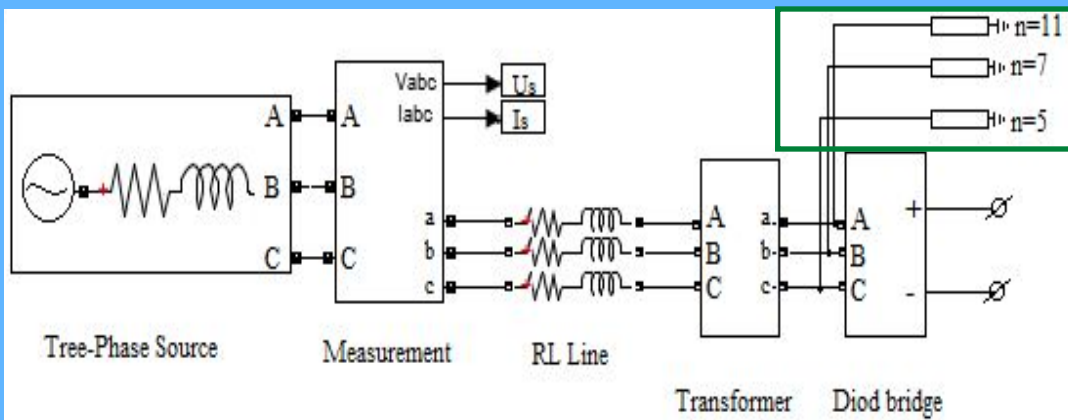 n=11
n=7
n=5
Vabc
Iabc
Us
Is
A
B
C
A
B
C
a
b
c
A
B
C
a
b
c
A
B
C
+
-
Tree-Phase Source
Measurement
RL Line
Transformer
Diod bridge